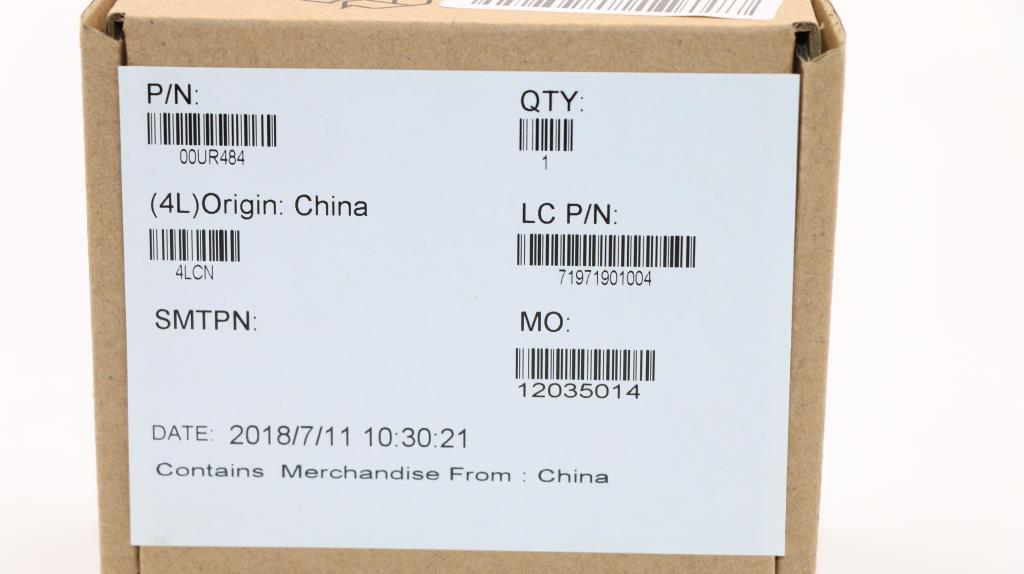 P/N:
00UR484
QTY:
1
(4L)Origin: China
4LCN
LC P/N:
71971901004
SMTPN:
MO:
12035014
DATE: 2018/7/11 10:30:21
Contains Merchandise From : China